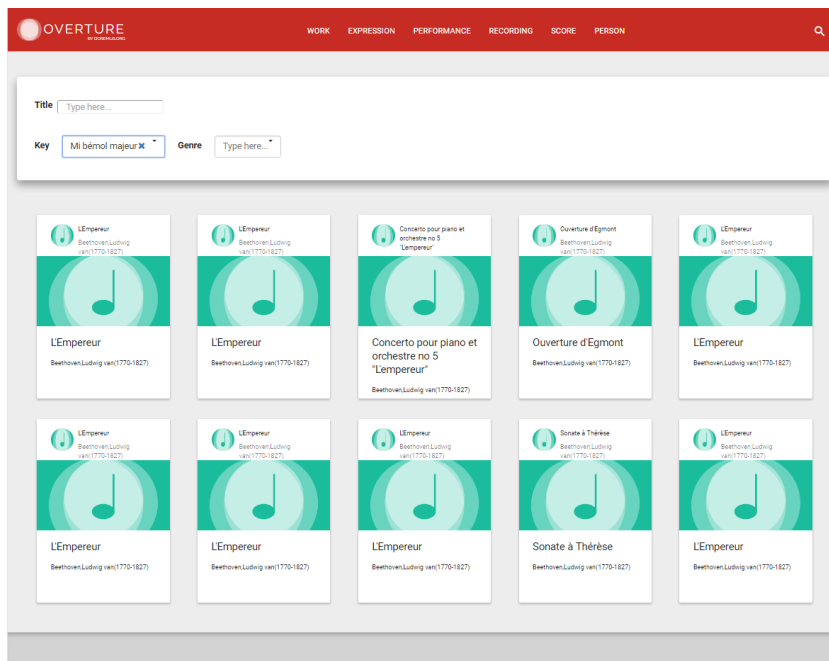 OVERTURE
BY DOREMUS.ORG
WORK EXPRESSION PERFORMANCE RECORDING SCORE PERSON
Title Type here...
Key Mi bémol majeur Genre Type here...
L'Empereur
Beethoven,Ludwig
van(1770-1827)
L'Empereur
Beethoven,Ludwig van(1770-1827)
L'Empereur
Beethoven,Ludwig
van(1770-1827)
L'Empereur
Beethoven,Ludwig van(1770-1827)
Concerto pour piano et
orchestre no 5
"L'empereur"
Concerto pour piano et
orchestre no 5
"L'empereur"
Beethoven,Ludwig van(1770-1827)
Ouverture d'Egmont
Beethoven,Ludwig
van(1770-1827)
Ouverture d'Egmont
Beethoven,Ludwig van(1770-1827)
L'Empereur
Beethoven,Ludwig
van(1770-1827)
L'Empereur
Beethoven,Ludwig van(1770-1827)
L'Empereur
Beethoven,Ludwig
van(1770-1827)
L'Empereur
Beethoven,Ludwig van(1770-1827)
L'Empereur
Beethoven,Ludwig
van(1770-1827)
L'Empereur
Beethoven,Ludwig van(1770-1827)
L'Empereur
Beethoven,Ludwig
van(1770-1827)
L'Empereur
Beethoven,Ludwig van(1770-1827)
Sonate à Thérèse
Beethoven,Ludwig
van(1770-1827)
Sonate à Thérèse
Beethoven,Ludwig van(1770-1827)
L'Empereur
Beethoven,Ludwig
van(1770-1827)
L'Empereur
Beethoven,Ludwig van(1770-1827)